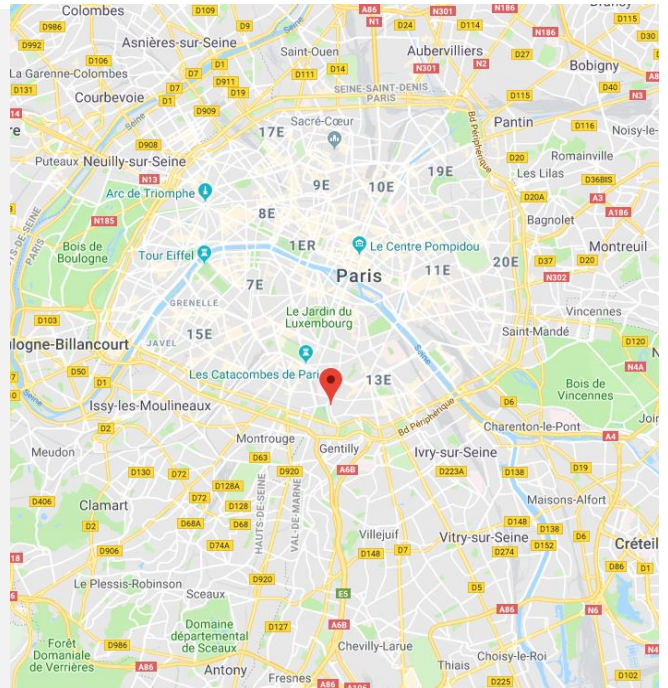 Colombes
D109
D9
A86
N1
D24
N301
D114
N186
D115
D986
D992
Asnières-sur-Seine
Saint-Ouen
Aubervilliers
D27
N186
D30
D106
La Garenne-Colombes
D7
D911
D111
D14
N301
N2
Bobigny
D131
D7
D19
SEINE-SAINT-DENIS
PARIS
D115
D40
N3
Courbevoie
D1
D909
Seine
Bd Périphérique
Pantin
D116
Noisy-le-
17E
Sacré-Cœur
D908
Puteaux
Neuilly-sur-Seine
19E
D20
Romainville
N13
Les Lilas
D36BIS
9E
10E
Arc de Triomphe
D20A
A3
A186
8E
Bagnolet
N185
1ER
Le Centre Pompidou
Montreuil
Bois de
Boulogne
Tour Eiffel
Paris
11E
20E
D37
D20
7E
N302
GRENELLE
Le Jardin du
Luxembourg
Vincennes
D103
15E
Saint-Mandé
D120
ulogne-Billancourt
JAVEL
Seine
N4A
D50
Les Catacombes de Pari
13E
Bois de
Vincennes
D1
Seine
Issy-les-Moulineaux
D6
D2
Bd Périphérique
Charenton-le-Pont
Join
A4
Montrouge
Gentilly
Meudon
D63
Ivry-sur-Seine
D130
D72
D920
A6B
D223A
D138
D19
D128A
D406
D72
D128
Maisons-Alfort
Clamart
HAUTS-DE-SEINE
VAL-DE-MARNE
D2
D68A
D68
Villejuif
D148
D138
D6
D906
D74A
D148
D7
Vitry-sur-Seine
D274
D152
Créteil
D86
D1
Le Plessis-Robinson
D920
D5
Sceaux
E5
A86
N6
Domaine
départemental
de Sceaux
D127
A6B
Forêt
Domaniale
de Verrières
D986
Chevilly-Larue
N4
A86
Antony
Thiais
Choisy-le-Roi
Fresnes
A86
D225
D102